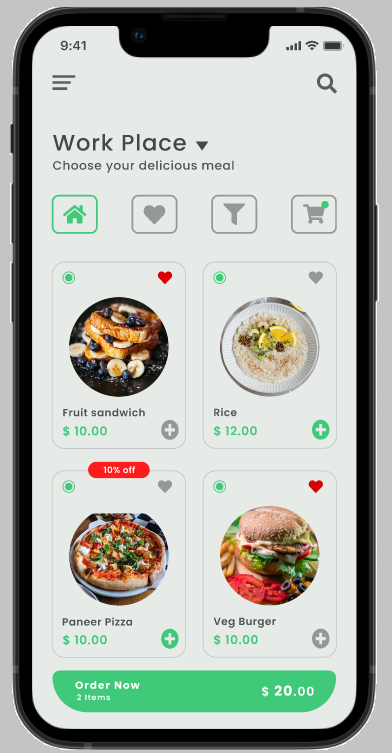 9:41
Work Place
Choose your delicious meal
Fruit sandwich
$ 10.00
Rice
$ 12.00
10% off
Paneer Pizza
$ 10.00
Veg Burger
$ 10.00
Order Now
2 Items
$ 20.00